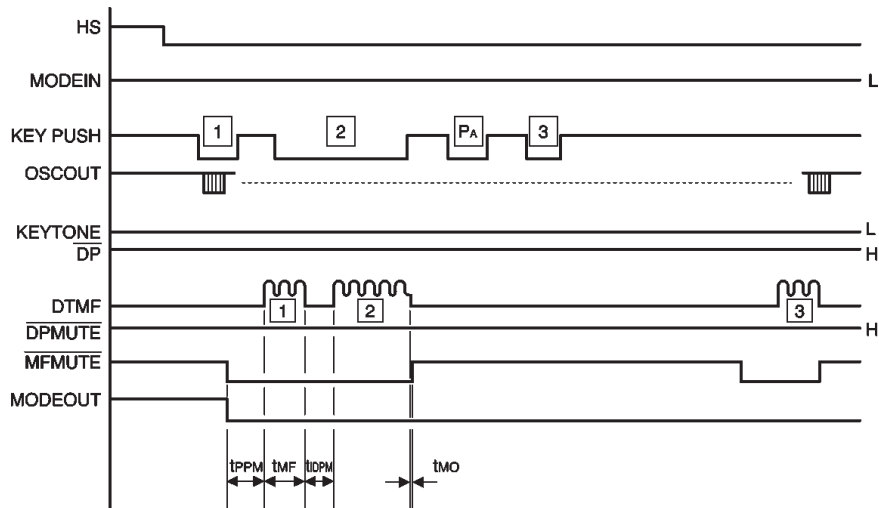 HS
MODEIN L
KEY PUSH 1 2 PA 3
OSCOUT
KEYTONE L
DP H
DTMF 1 2 3
DPMUTE H
MFMUTE
MODEOUT
tPPM tMF tIDPM tMO